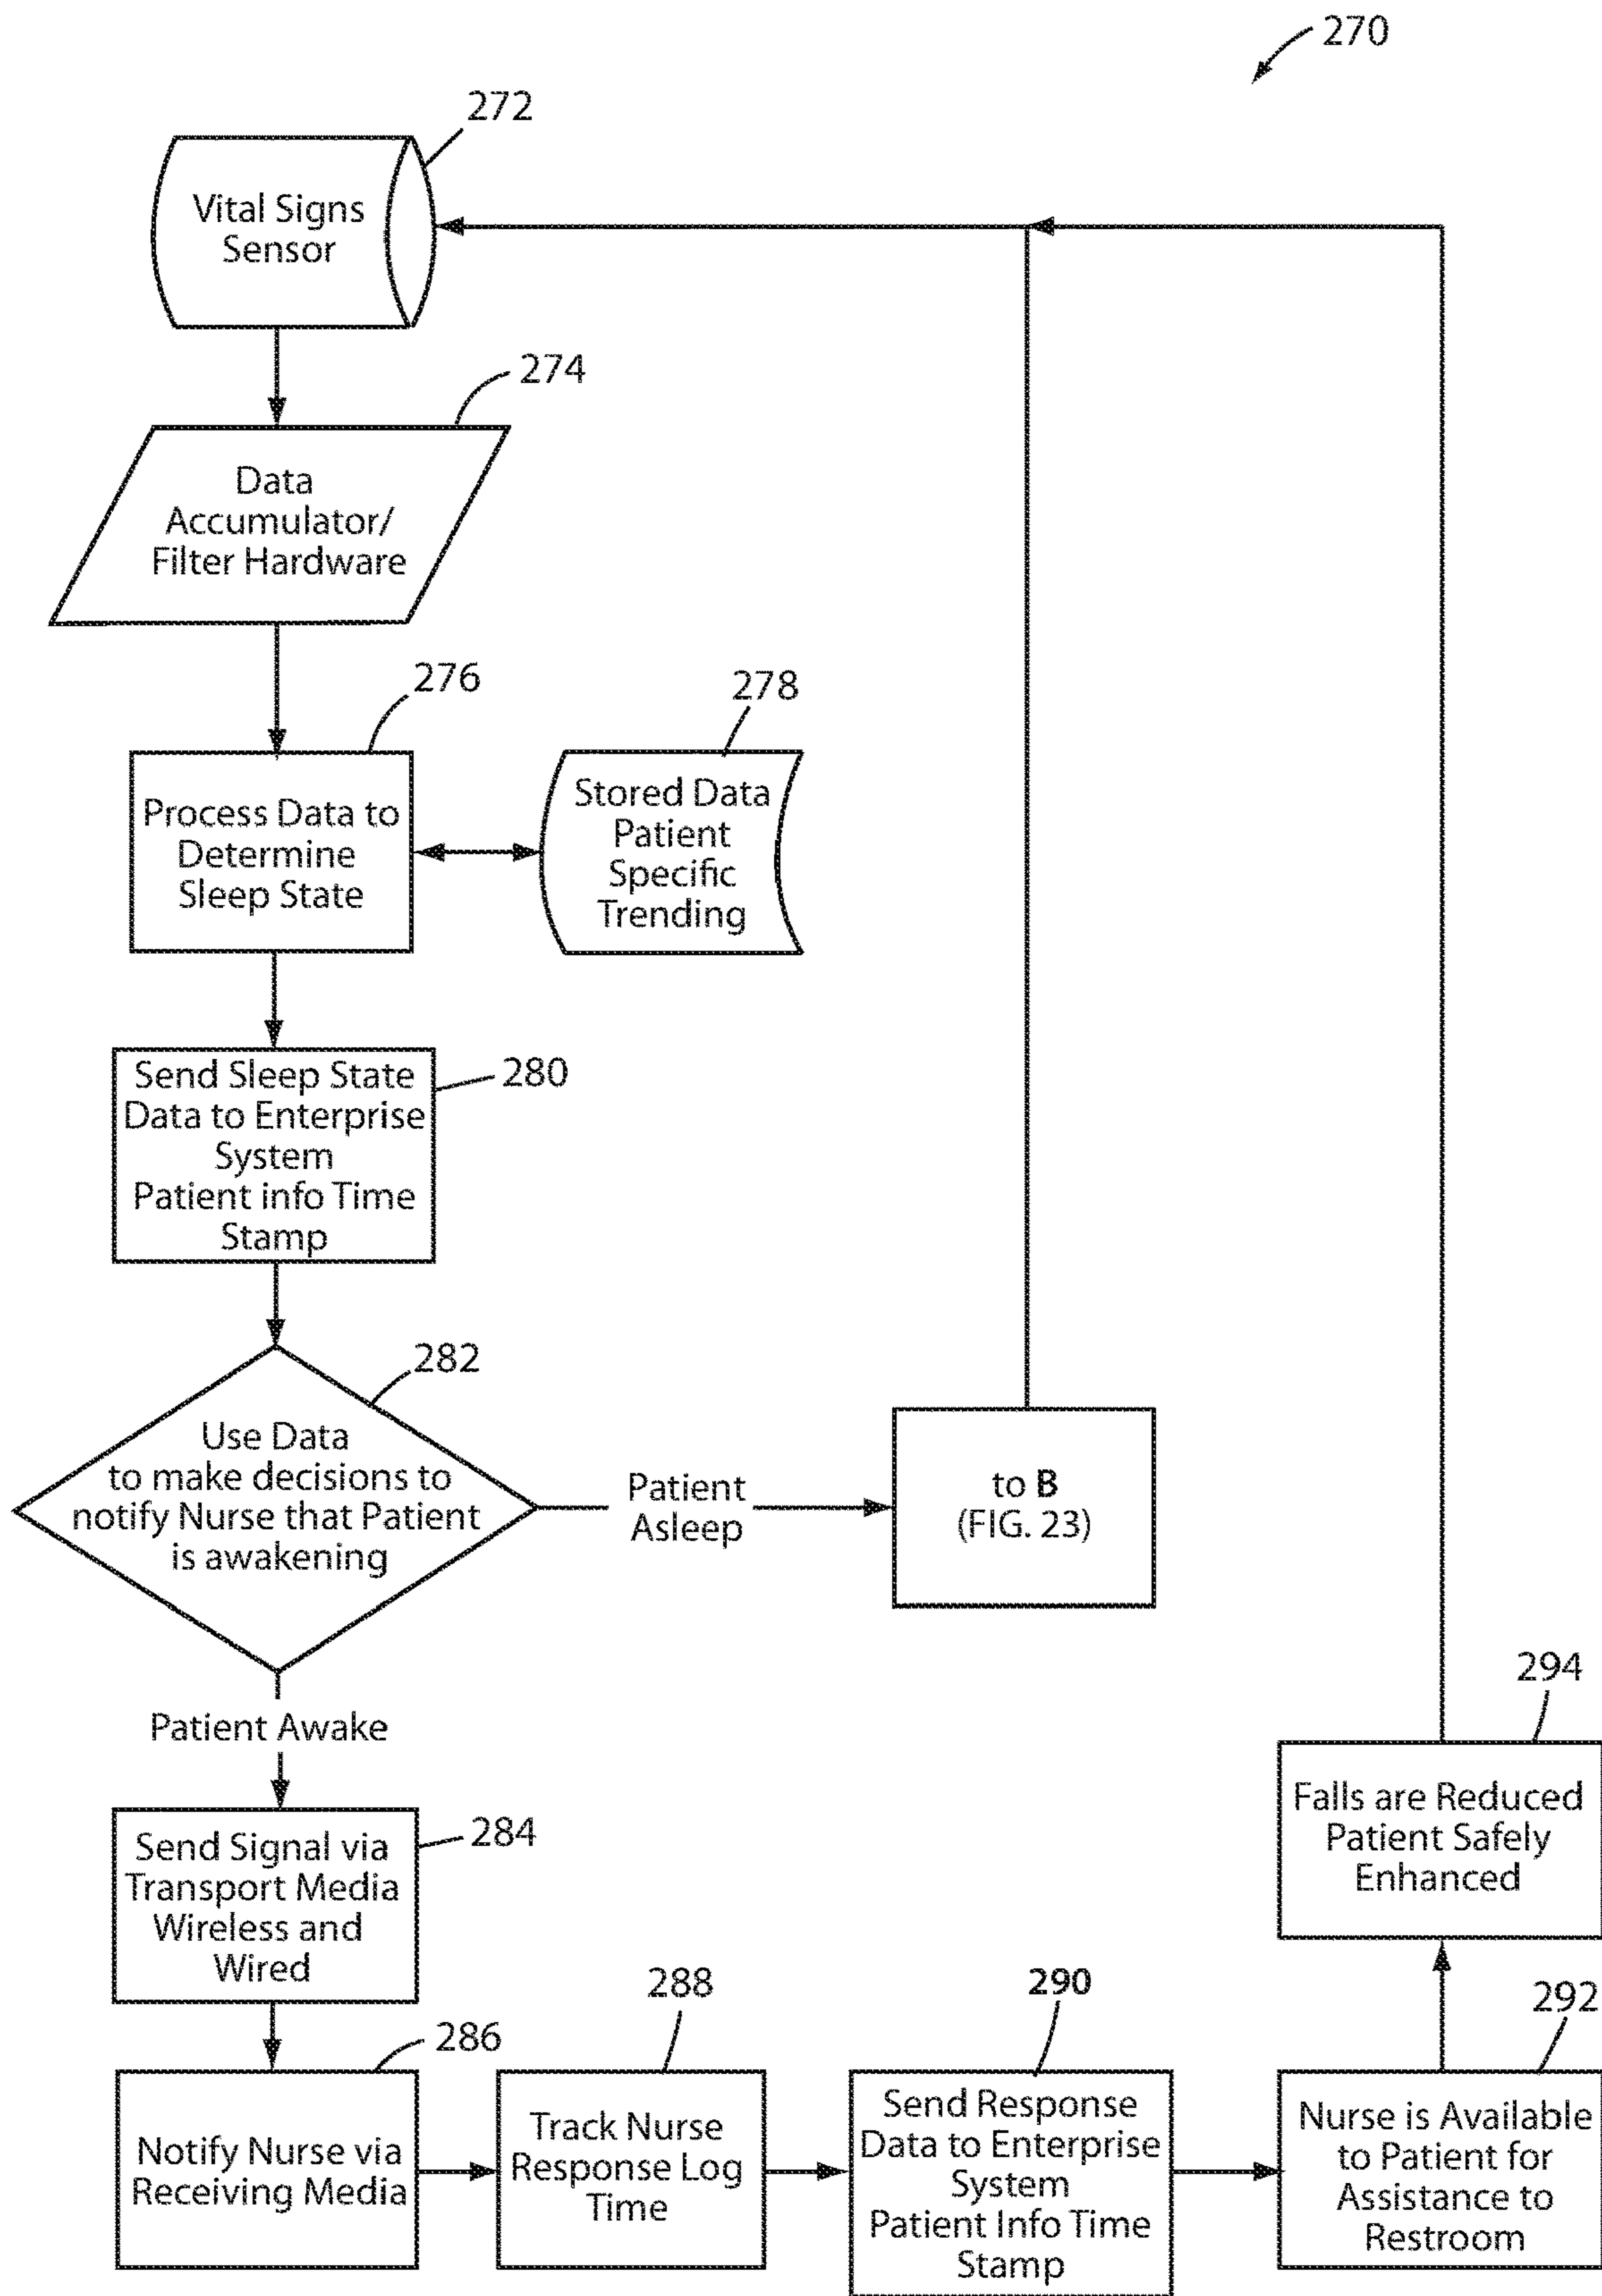 270
272
Vital Signs
Sensor
274
Data
Accumulator/
Filter Hardware
276
278
Process Data to
Determine
Sleep State
Stored Data
Patient
Specific
Trending
280
Send Sleep State
Data to Enterprise
System
Patient info Time
Stamp
282
Use Data
to make decisions to
notify Nurse that Patient
is awakening
Patient
Asleep
to B
(FIG. 23)
Patient Awake
284
Send Signal via
Transport Media
Wireless and
Wired
286
Notify Nurse via
Receiving Media
288
Track Nurse
Response Log
Time
290
Send Response
Data to Enterprise
System
Patient Info Time
Stamp
292
Nurse is Available
to Patient for
Assistance to
Restroom
294
Falls are Reduced
Patient Safely
Enhanced